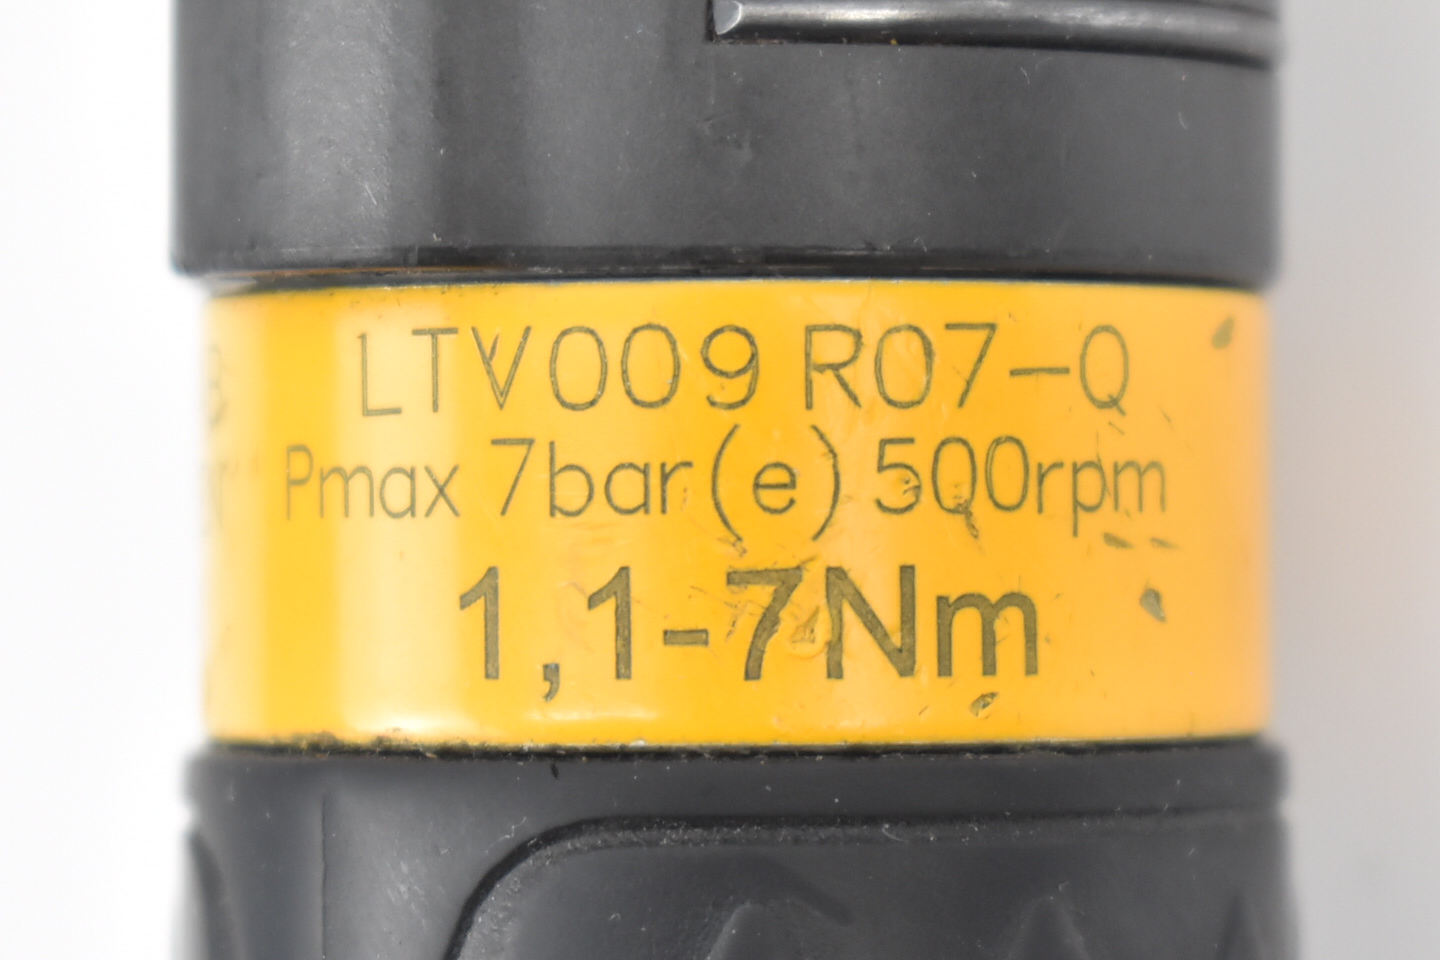 LTV009 R07-Q
Pmax 7bar(e) 500rpm
1,1-7Nm